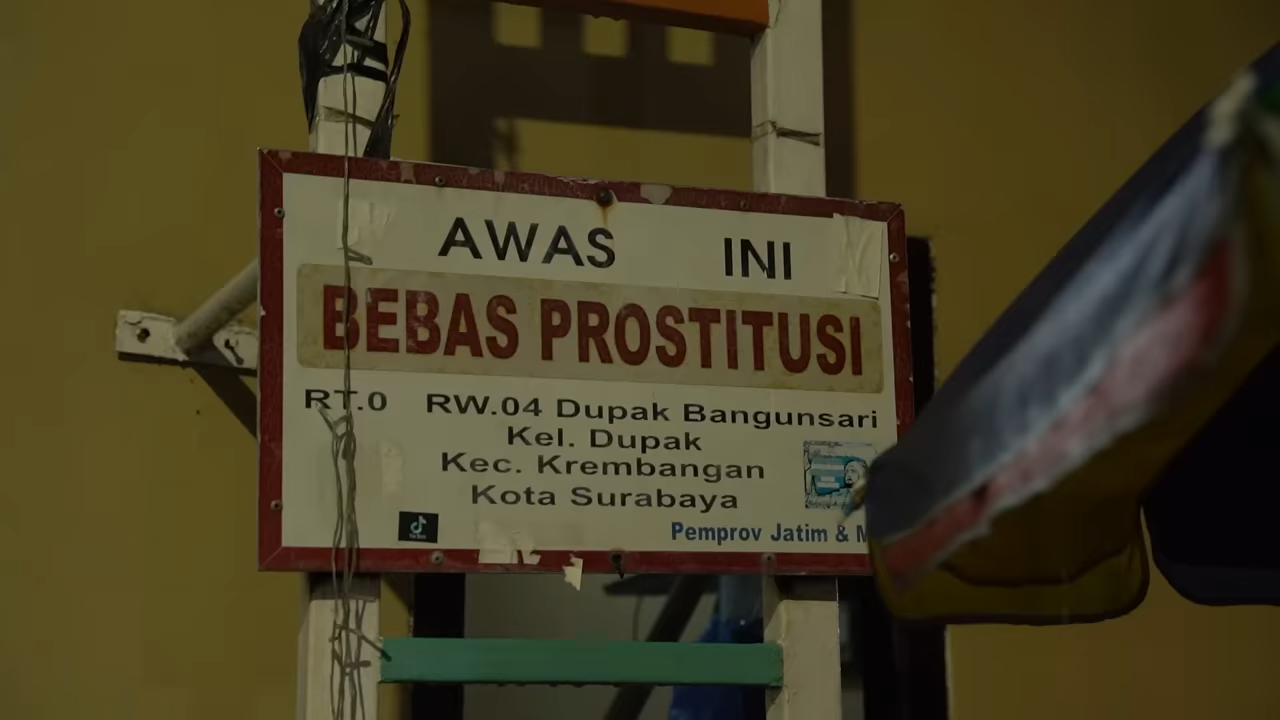 AWAS INI
BEBAS PROSTITUSI
RT.0 RW.04 Dupak Bangunsari
Kel. Dupak
Kec. Krembangan
Kota Surabaya
Pemprov Jatim &